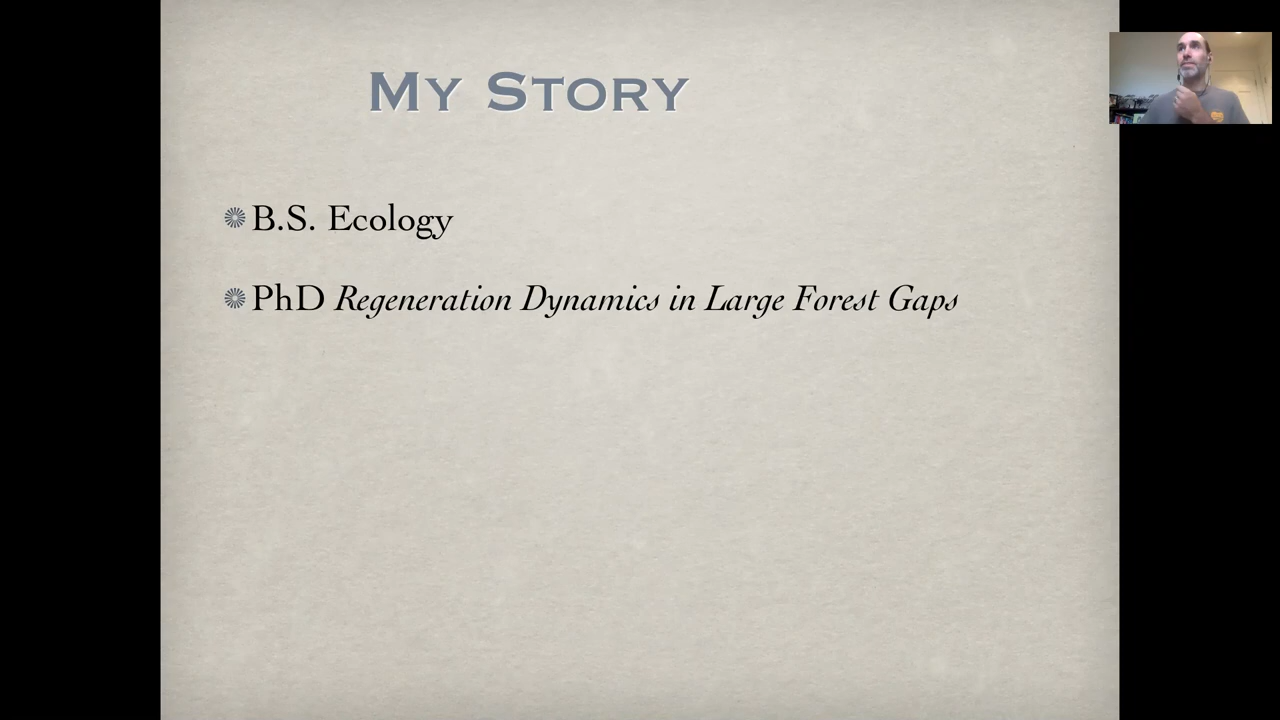 My Story
B.S. Ecology
PhD Regeneration Dynamics in Large Forest Gaps